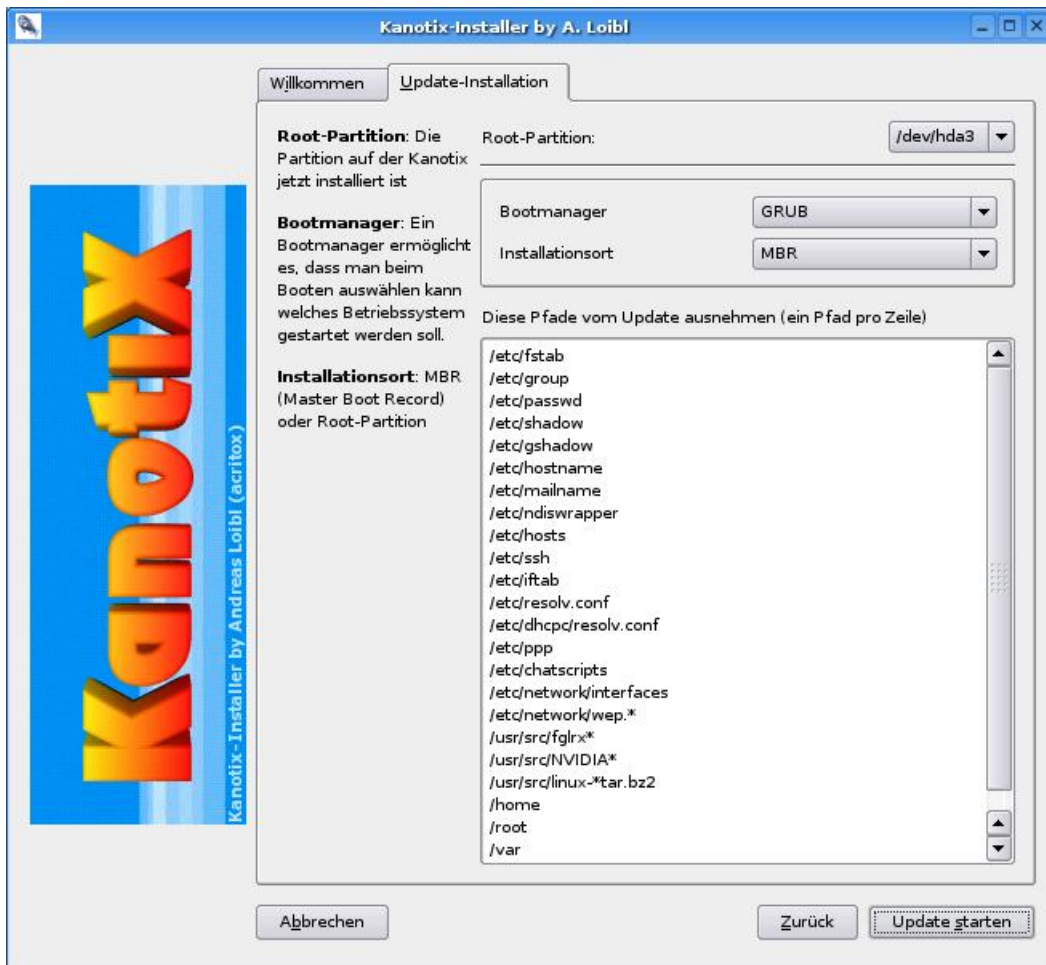 Kanotix-Installer by A. Loibl
Willkommen
Update-Installation
Root-Partition: Die
Partition auf der Kanotix
jetzt installiert ist
Bootmanager: Ein
Bootmanager ermöglicht
es, dass man beim
Booten auswählen kann
welches Betriebssystem
gestartet werden soll.
Installationsort: MBR
(Master Boot Record)
oder Root-Partition
Root-Partition:
/dev/hda3
Bootmanager
GRUB
Installationsort
MBR
Diese Pfade vom Update ausnehmen (ein Pfad pro Zeile)
/etc/fstab
/etc/group
/etc/passwd
/etc/shadow
/etc/gshadow
/etc/hostname
/etc/mailname
/etc/ndiswrapper
/etc/hosts
/etc/ssh
/etc/iftab
/etc/resolv.conf
/etc/dhcpc/resolv.conf
/etc/ppp
/etc/chatscripts
/etc/network/interfaces
/etc/network/wep.*
/usr/src/fglrx*
/usr/src/NVIDIA*
/usr/src/linux-*tar.bz2
/home
/root
/var
KanotiX
Kanotix-Installer by Andreas Loibl (acritox)
Abbrechen
Zurück
Update starten